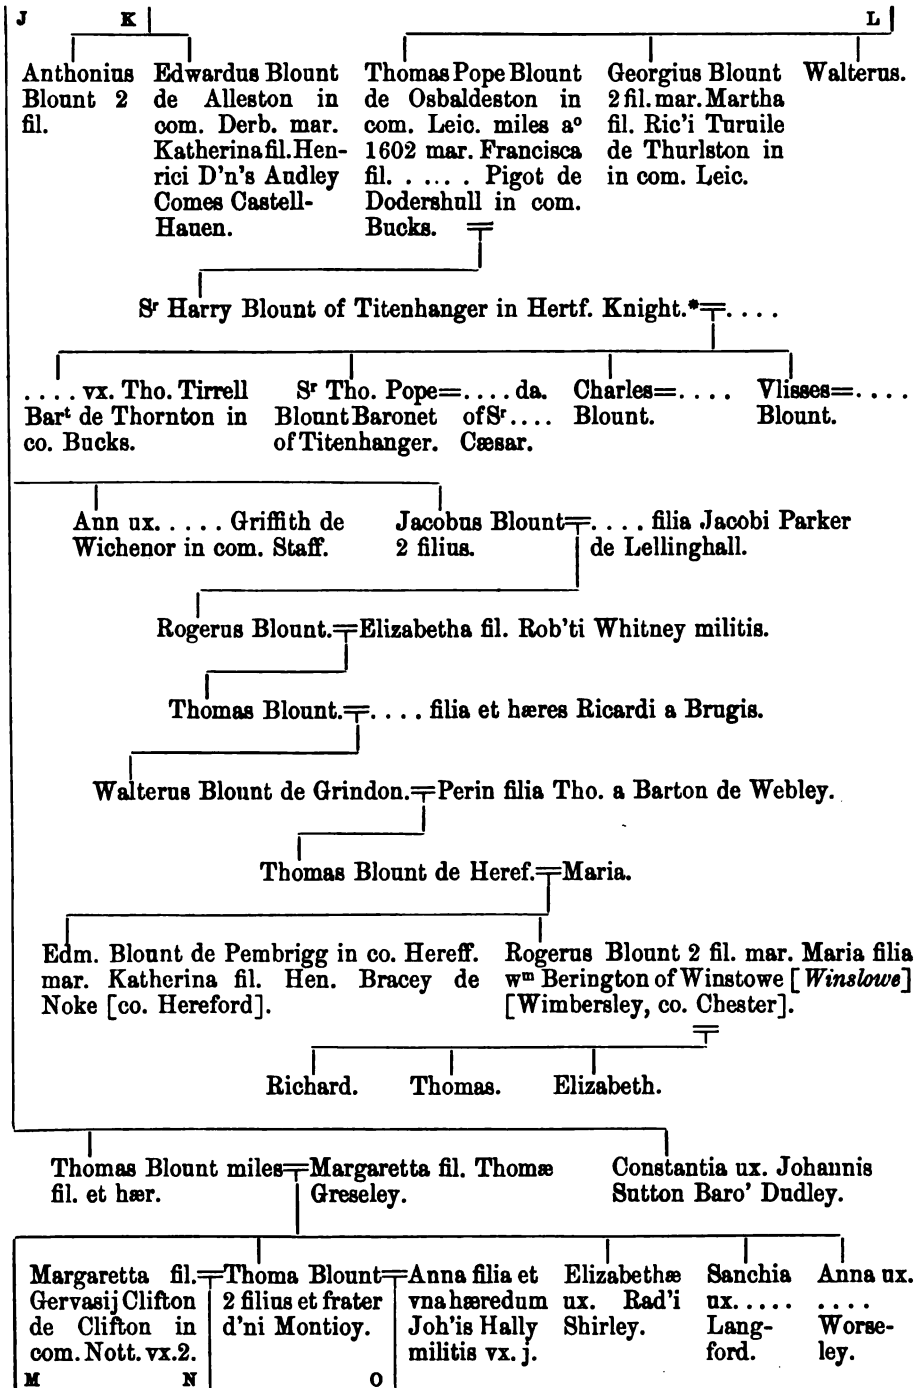 J K L
Anthonius
Blount 2
fil.
Edwardus Blount
de Alleston in
com. Derb. mar.
Katherina fil. Hen-
rici D'n's Audley
Comes Castell-
Hauen.
Thomas Pope Blount
de Osbaldeston in
com. Leic. miles aº
1602 mar. Francisca
fil. . .... Pigot de
Dodershull in com.
Bucks.
Georgius Blount
2 fil. mar. Martha
fil. Ric'i Turuile
de Thurlston in
in com. Leic.
Walterus.
Sʳ Harry Blount of Titenhanger in Hertf. Knight.*=. . . .
. . . . vx. Tho. Tirrell
Barᵗ de Thornton in
co. Bucks.
Sʳ Tho. Pope=. . . . da.
Blount Baronet of Sʳ . . . .
of Titenhanger. Cæsar.
Charles=. . . .
Blount.
Vlisses=. . . .
Blount.
Ann ux. . . . . Griffith de
Wichenor in com. Staff.
Jacobus Blount=. . . . filia Jacobi Parker
2 filius. de Lellinghall.
Rogerus Blount.=Elizabetha fil. Rob'ti Whitney militis.
Thomas Blount.=. . . . filia et hæres Ricardi a Brugis.
Walterus Blount de Grindon.=Perin filia Tho. a Barton de Webley.
Thomas Blount de Heref.=Maria.
Edm. Blount de Pembrigg in co. Hereff.
mar. Katherina fil. Hen. Bracey de
Noke [co. Hereford].
Rogerus Blount 2 fil. mar. Maria filia
wᵐ Berington of Winstowe [Winslowe]
[Wimbersley, co. Chester].
Richard. Thomas. Elizabeth.
Thomas Blount miles=Margaretta fil. Thomæ
fil. et hær. Greseley.
Constantia ux. Johannis
Sutton Baro' Dudley.
Margaretta fil.=Thoma Blount=Anna filia et
Gervasij Clifton 2 filius et frater vna hæredum
de Clifton in d'ni Montioy. Joh'is Hally
com. Nott. vx. 2. militis vx. j.
Elizabethæ
ux. Rad'i
Shirley.
Sanchia
ux. . . . .
Lang-
ford.
Anna ux.
. . . .
Worse-
ley.
M N O